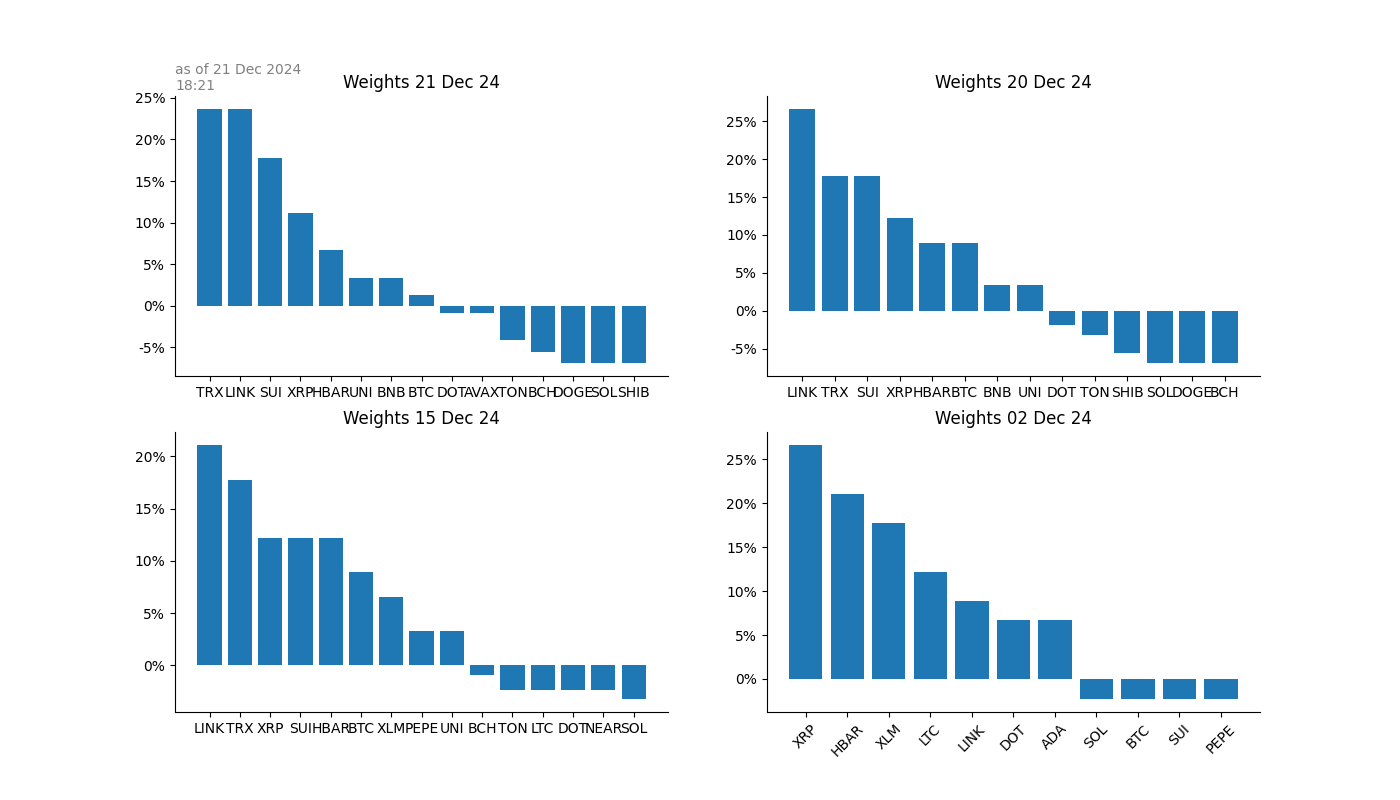 as of 21 Dec 2024
18:21
Weights 21 Dec 24
25%
20%
15%
10%
5%
0%
-5%
TRX LINK SUI XRP HBAR UNI BNB BTC DOT AVAX TON BCH DOGE SOL SHIB
Weights 20 Dec 24
25%
20%
15%
10%
5%
0%
-5%
LINK TRX SUI XRP HBAR BTC BNB UNI DOT TON SHIB SOL DOGE BCH
Weights 15 Dec 24
20%
15%
10%
5%
0%
LINK TRX XRP SUI HBAR BTC XLM PEPE UNI BCH TON LTC DOT NEAR SOL
Weights 02 Dec 24
25%
20%
15%
10%
5%
0%
XRP HBAR XLM LTC LINK DOT ADA SOL BTC SUI PEPE